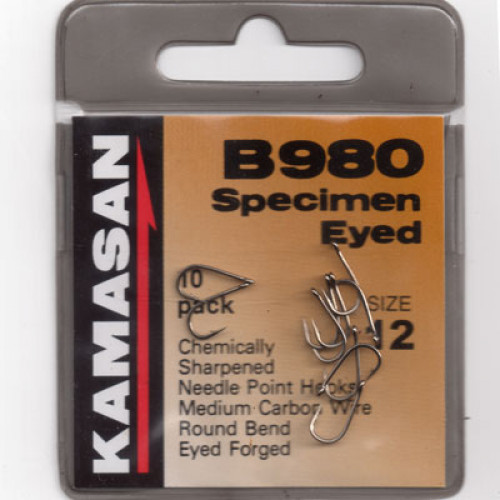 KAMASAN
B980
Specimen
Eyed
10
pack
SIZE
12
Chemically
Sharpened
Needle Point Hooks
Medium Carbon Wire
Round Bend
Eyed Forged